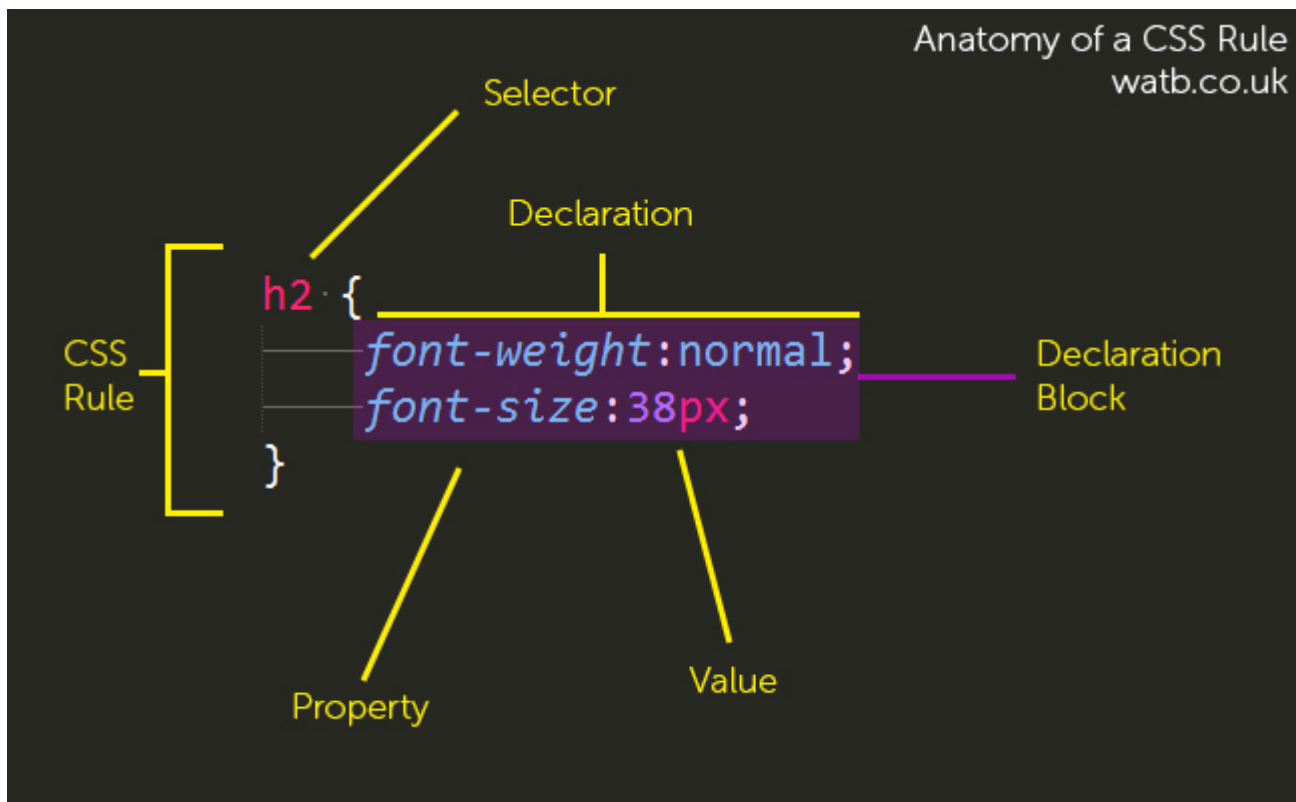 Anatomy of a CSS Rule
watb.co.uk
Selector
Declaration
h2 {
CSS
Rule
font-weight:normal;
font-size:38px;
Declaration
Block
}
Property
Value